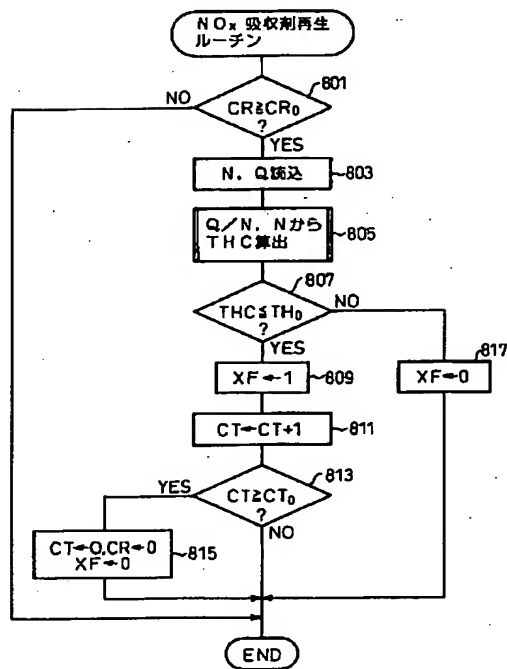 NOx 吸収剤再生
ルーチン
801
NO
CR≧CR0
?
YES
N, Q読込
803
Q/N, Nから
THC算出
805
807
THC≦TH0
?
NO
YES
817
XF←1
809
XF←0
CT←CT+1
811
813
YES
CT≧CT0
?
NO
CT←0.CR←0
XF←0
815
END